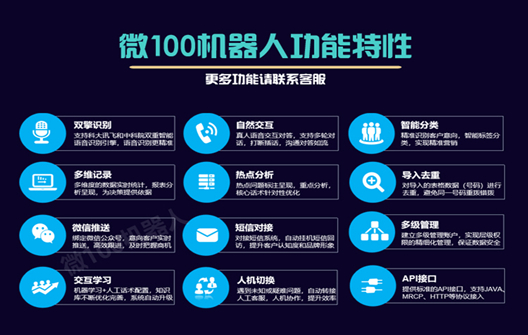 微100机器人功能特性
更多功能请联系客服
双擎识别
支持科大讯飞和中科院双重智能
语音识别引擎，语音识别更精准
自然交互
真人语音交互对答，支持多轮对
话，打断插话，沟通对答如流
智能分类
精准识别客户意向，智能标签分
类，实现精准营销
多维记录
多维度的数据实时统计，报表分
析呈现，为决策提供依据
热点分析
热点问题标注呈现，重点分析，
核心话术针对性优化
导入去重
对导入的表格数据（号码）进行
去重，避免同一号码重拨错拨
微信推送
绑定微信公众号，意向客户实时
推送，高效跟进，及时把握商机
短信对接
对接短信系统，自动挂机短信回
访，提升客户认知度和品牌形象
多级管理
建立多级管理账户，实现层级权
限的精细化管理，保证数据安全
交互学习
机器学习+人工话术配置，知识
库不断优化完善，系统自动升级
人机切换
遇到未知或疑难问题，自动转接
人工客服，人机协作，提升效率
API接口
提供标准的API接口，支持JAVA,
MRCP、HTTP等协议接入
微100机器人